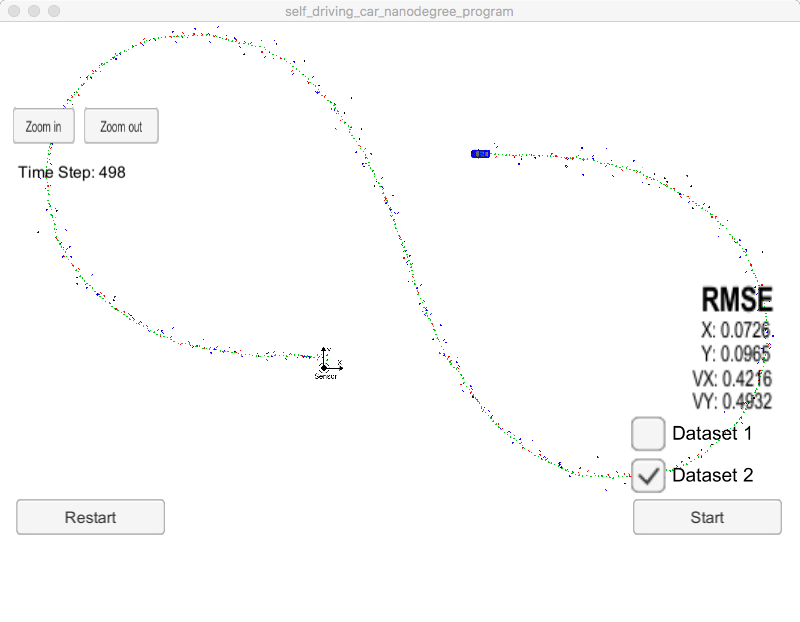 self_driving_car_nanodegree_program
Zoom in
Zoom out
Time Step: 498
RMSE
X: 0.0726
Y: 0.0965
VX: 0.4216
VY: 0.4932
X
Sensor
Dataset 1
Dataset 2
Restart
Start